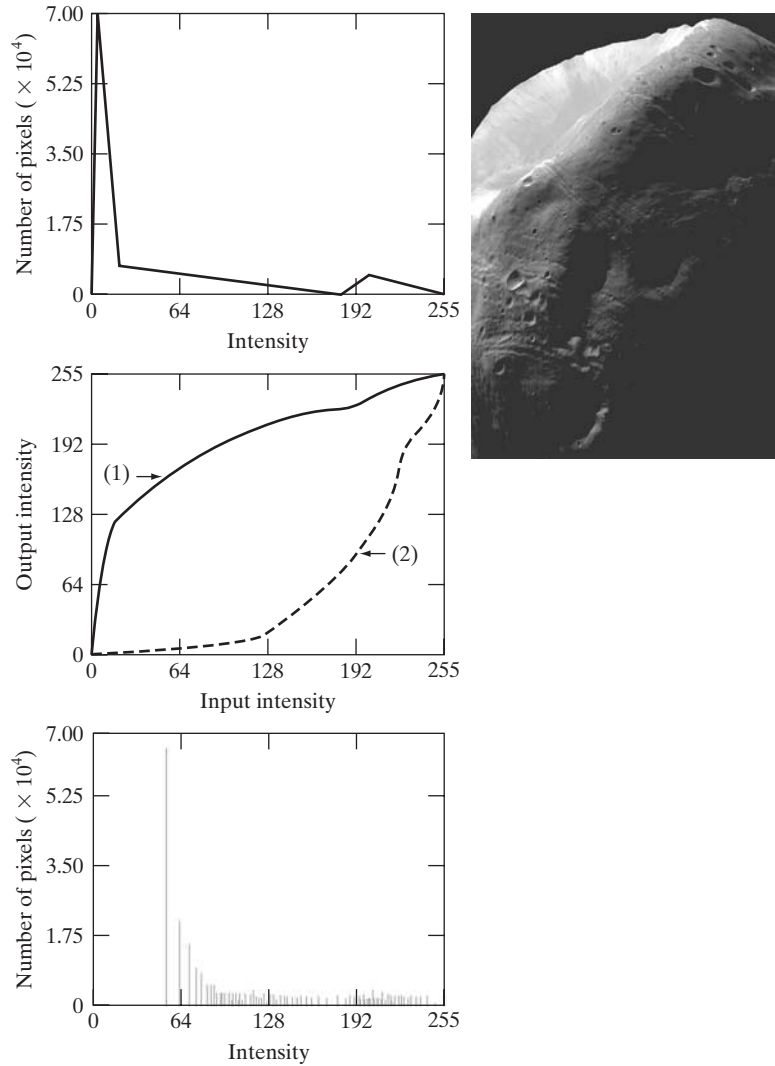 Number of pixels ( × 10⁴)
7.00
5.25
3.50
1.75
0
0 64 128 192 255
Intensity
Output intensity
255
192
128
64
0
(1)
(2)
0 64 128 192 255
Input intensity
Number of pixels ( × 10⁴)
7.00
5.25
3.50
1.75
0
0 64 128 192 255
Intensity